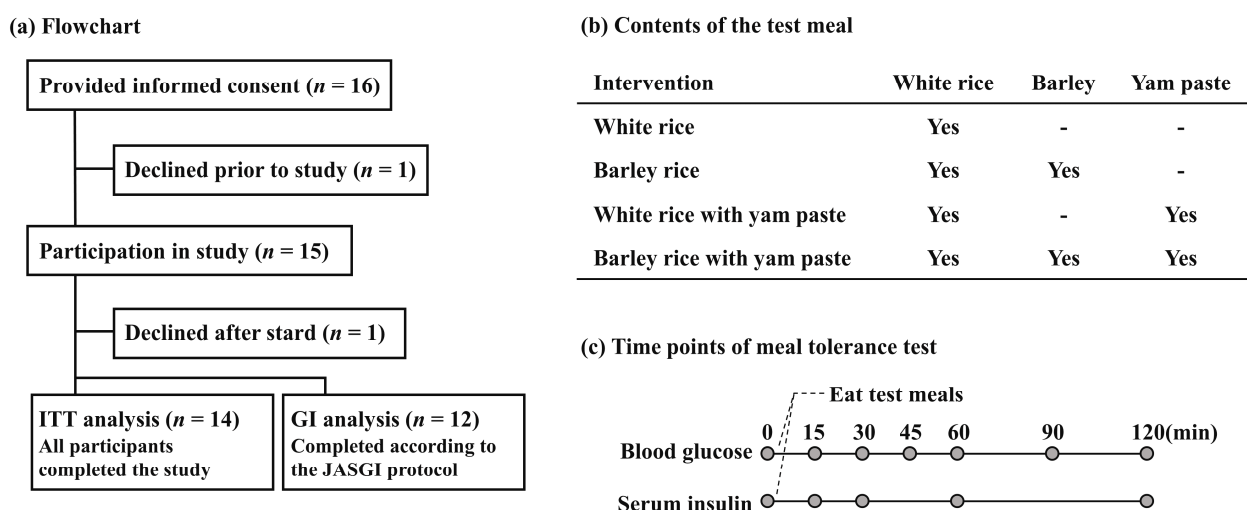 (a) Flowchart
Provided informed consent (n = 16)
Declined prior to study (n = 1)
Participation in study (n = 15)
Declined after stard (n = 1)
ITT analysis (n = 14)
All participants
completed the study
GI analysis (n = 12)
Completed according to
the JASGI protocol
(b) Contents of the test meal
Intervention White rice Barley Yam paste
White rice Yes - -
Barley rice Yes Yes -
White rice with yam paste Yes - Yes
Barley rice with yam paste Yes Yes Yes
(c) Time points of meal tolerance test
Eat test meals
0 15 30 45 60 90 120(min)
Blood glucose
Serum insulin